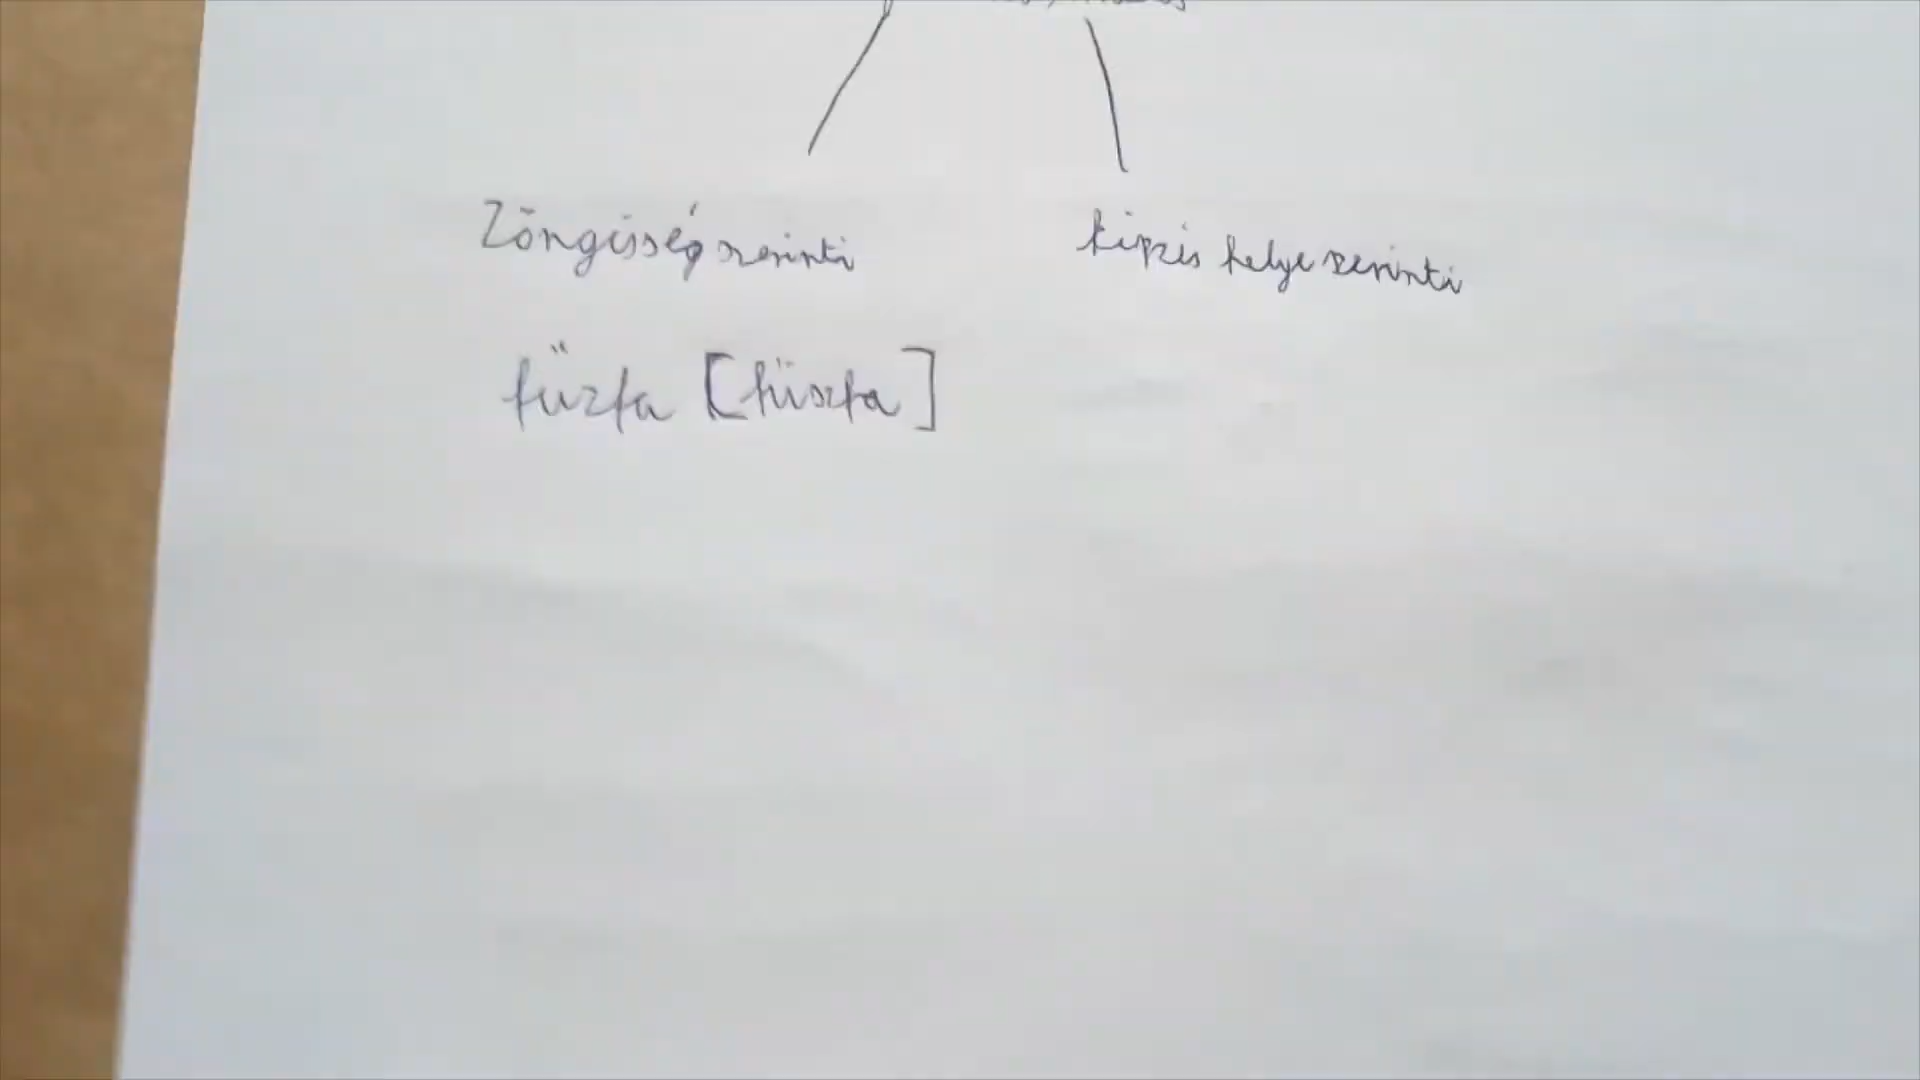 Zöngésség szerinti
képzés helye szerinti
fűzfa [fűszfa]